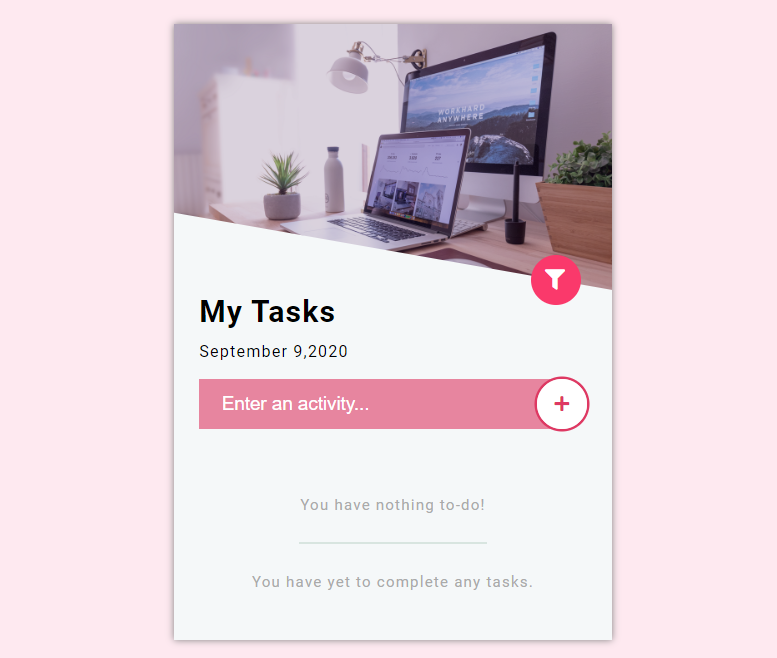 WORKHARD
ANYWHERE
My Tasks
September 9,2020
Enter an activity...
You have nothing to-do!
You have yet to complete any tasks.